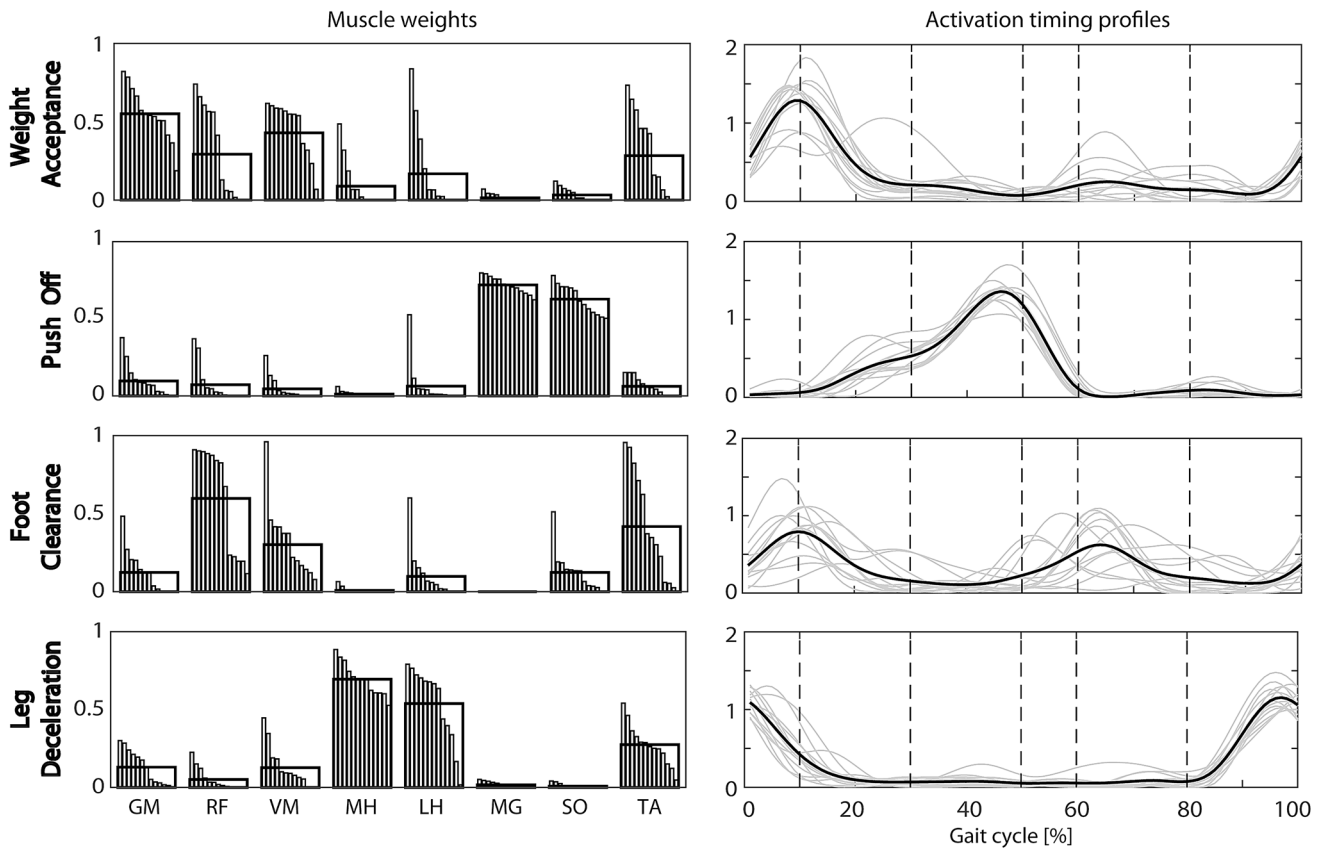 Muscle weights
Activation timing profiles
Weight
Acceptance
1
0.5
0
2
1
0
Push Off
1
0.5
0
2
1
0
Foot
Clearance
1
0.5
0
2
1
0
Leg
Deceleration
1
0.5
0
2
1
0
GM RF VM MH LH MG SO TA
0 20 40 60 80 100
Gait cycle [%]